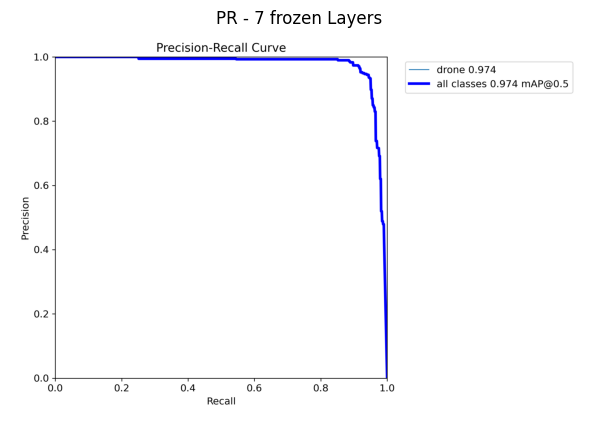 PR - 7 frozen Layers
Precision-Recall Curve
drone 0.974
all classes 0.974 mAP@0.5
Precision
1.0
0.8
0.6
0.4
0.2
0.0
0.0 0.2 0.4 0.6 0.8 1.0
Recall